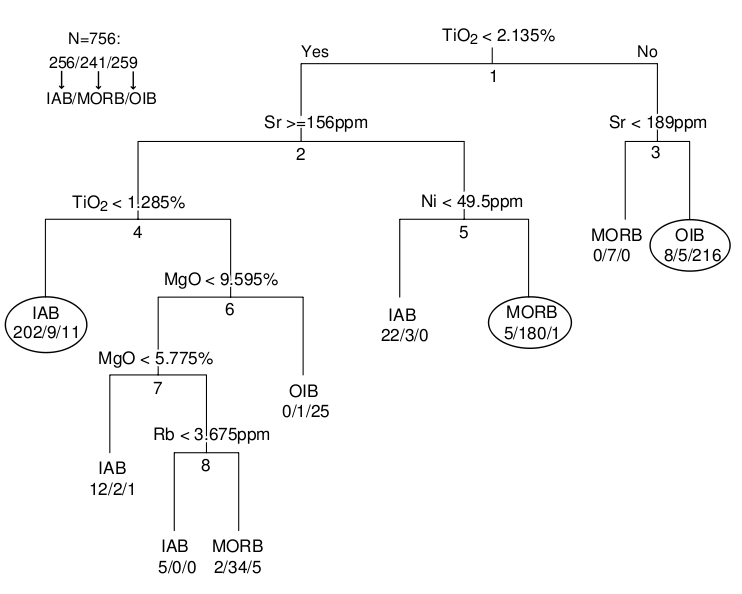 N=756:
256/241/259
IAB/MORB/OIB
TiO₂ < 2.135%
Yes
No
1
Sr >=156ppm
2
Sr < 189ppm
3
TiO₂ < 1.285%
4
Ni < 49.5ppm
5
MORB
0/7/0
OIB
8/5/216
MgO < 9.595%
6
IAB
202/9/11
IAB
22/3/0
MORB
5/180/1
MgO < 5.775%
7
OIB
0/1/25
Rb < 3.675ppm
8
IAB
12/2/1
IAB
5/0/0
MORB
2/34/5